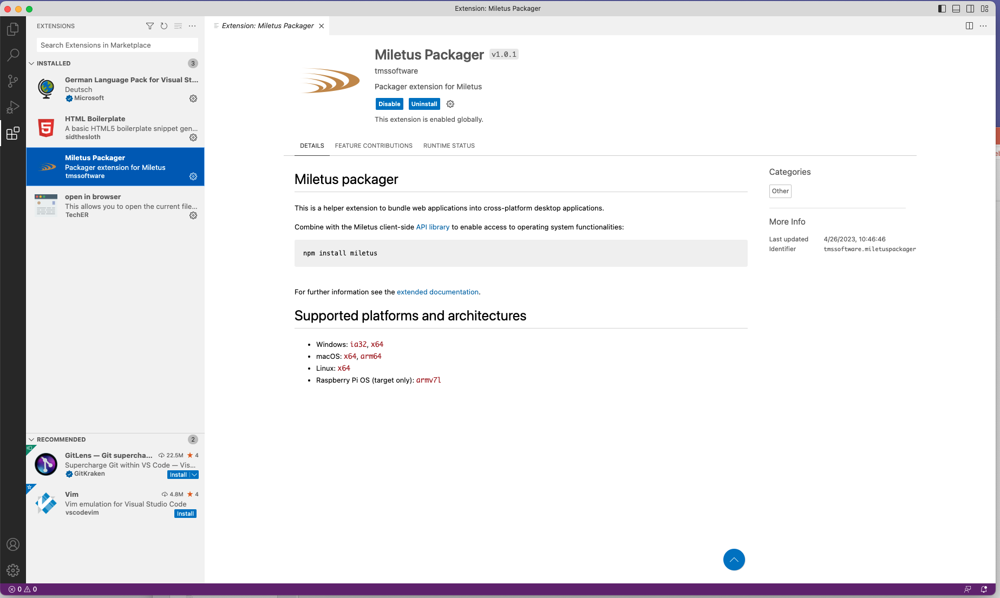 Extension: Miletus Packager
EXTENSIONS
Search Extensions in Marketplace
INSTALLED
3
German Language Pack for Visual St...
Deutsch
Microsoft
HTML Boilerplate
A basic HTML5 boilerplate snippet gen...
sidthesloth
Miletus Packager
Packager extension for Miletus
tmssoftware
open in browser
This allows you to open the current file...
TechER
RECOMMENDED
2
GitLens — Git supercha...
22.5M
4
Supercharge Git within VS Code — Vis...
GitKraken
Install
Vim
4.8M
4
Vim emulation for Visual Studio Code
vscodevim
Install
0 0
Extension: Miletus Packager
Miletus Packager v1.0.1
tmssoftware
Packager extension for Miletus
Disable Uninstall
This extension is enabled globally.
DETAILS FEATURE CONTRIBUTIONS RUNTIME STATUS
Miletus packager
This is a helper extension to bundle web applications into cross-platform desktop applications.
Combine with the Miletus client-side API library to enable access to operating system functionalities:
npm install miletus
For further information see the extended documentation.
Supported platforms and architectures
• Windows: ia32, x64
• macOS: x64, arm64
• Linux: x64
• Raspberry Pi OS (target only): armv7l
Categories
Other
More Info
Last updated 4/26/2023, 10:46:46
Identifier tmssoftware.miletuspackager